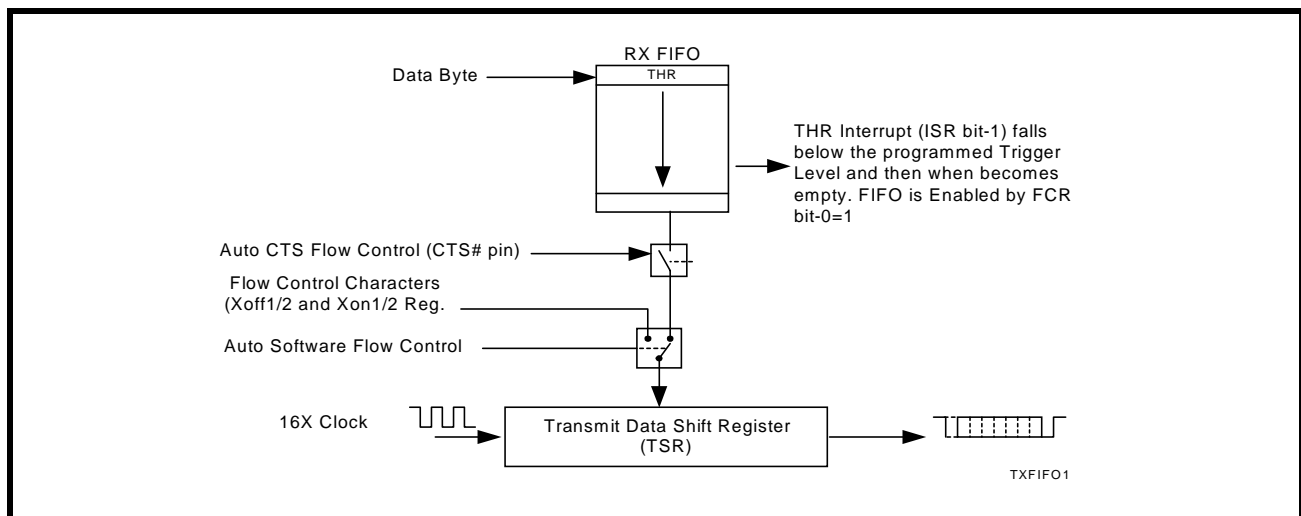 RX FIFO
Data Byte
THR
THR Interrupt (ISR bit-1) falls
below the programmed Trigger
Level and then when becomes
empty. FIFO is Enabled by FCR
bit-0=1
Auto CTS Flow Control (CTS# pin)
Flow Control Characters
(Xoff1/2 and Xon1/2 Reg.
Auto Software Flow Control
16X Clock
Transmit Data Shift Register
(TSR)
TXFIFO1